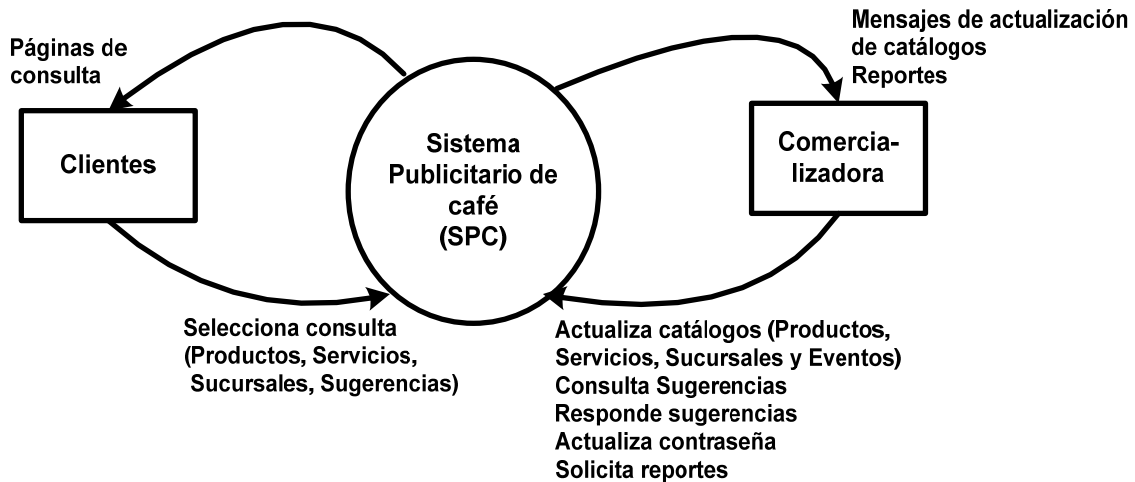 Páginas de
consulta
Clientes
Selecciona consulta
(Productos, Servicios,
Sucursales, Sugerencias)
Sistema
Publicitario de
café
(SPC)
Mensajes de actualización
de catálogos
Reportes
Comercia-
lizadora
Actualiza catálogos (Productos,
Servicios, Sucursales y Eventos)
Consulta Sugerencias
Responde sugerencias
Actualiza contraseña
Solicita reportes